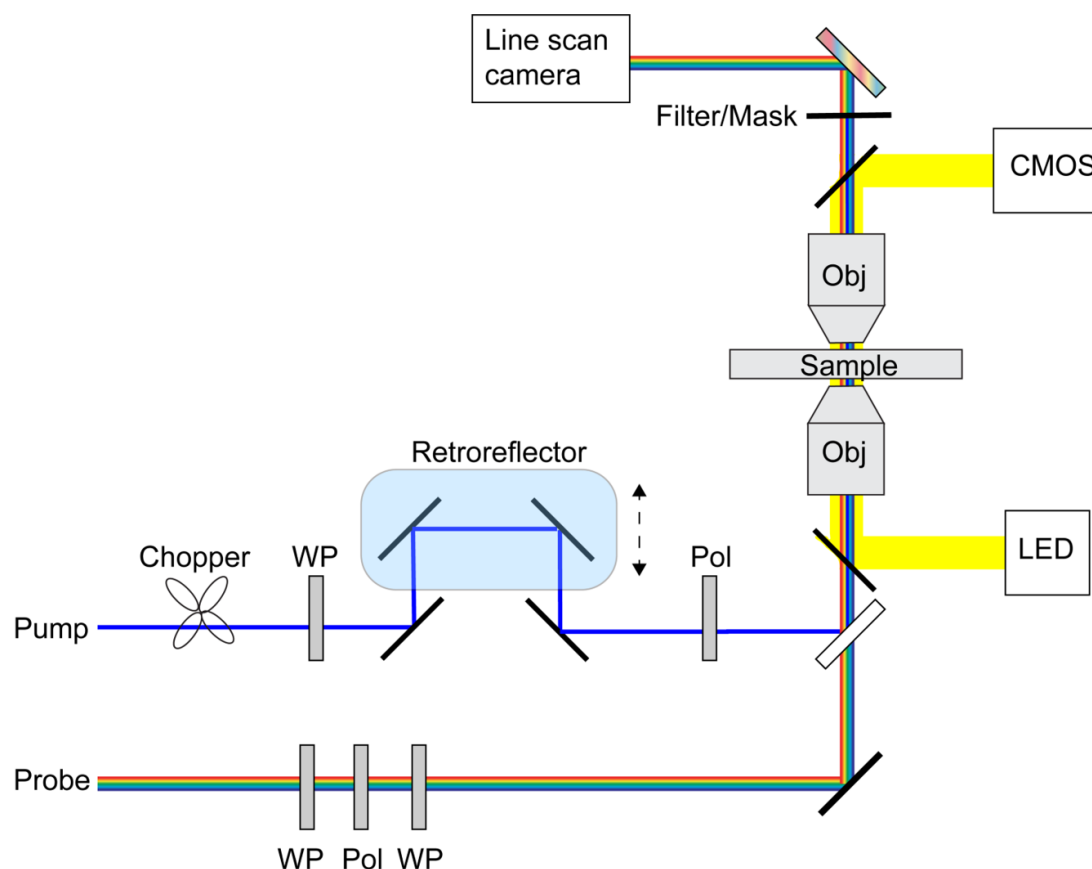 Line scan
camera
Filter/Mask
CMOS
Obj
Sample
Obj
Retroreflector
LED
Chopper
WP
Pol
Pump
Probe
WP Pol WP